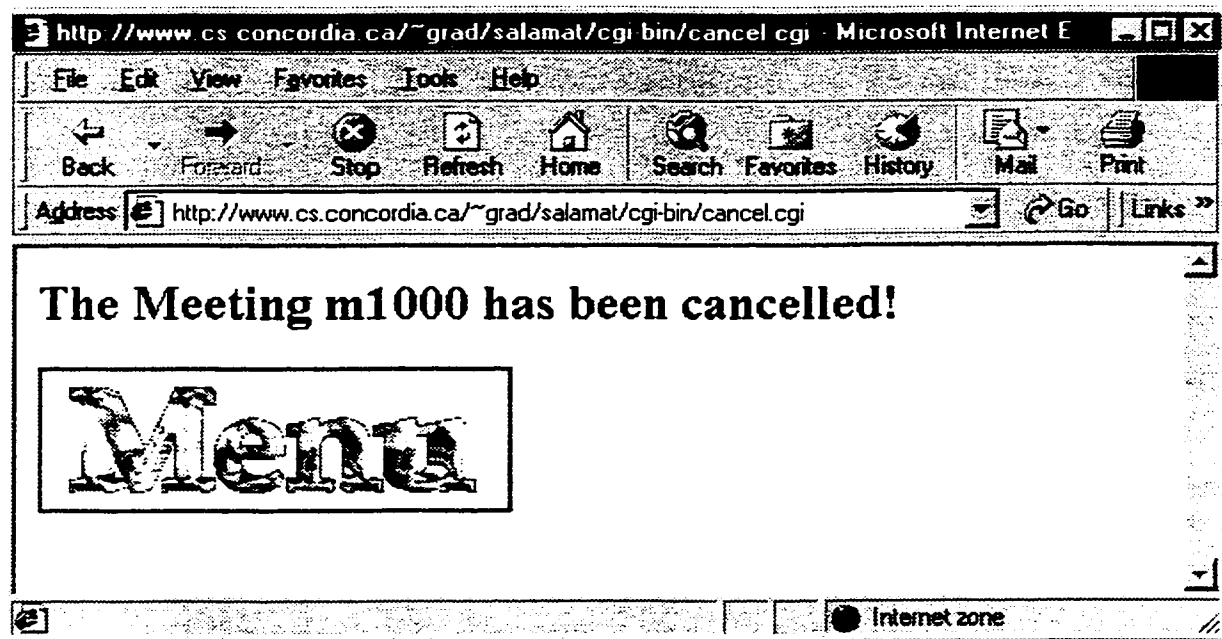 http://www.cs.concordia.ca/~grad/salamat/cgi-bin/cancel.cgi - Microsoft Internet E
File Edit View Favorites Tools Help
Back Forward Stop Refresh Home Search Favorites History Mail Print
Address http://www.cs.concordia.ca/~grad/salamat/cgi-bin/cancel.cgi Go Links »
The Meeting m1000 has been cancelled!
Menu
Internet zone